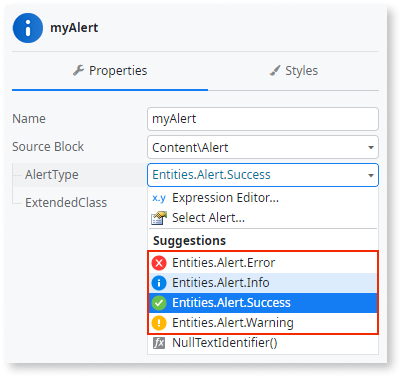 myAlert
Properties
Styles
Name myAlert
Source Block Content\Alert
AlertType Entities.Alert.Success
ExtendedClass x.y Expression Editor...
Select Alert...
Suggestions
Entities.Alert.Error
Entities.Alert.Info
Entities.Alert.Success
Entities.Alert.Warning
fx NullTextIdentifier()